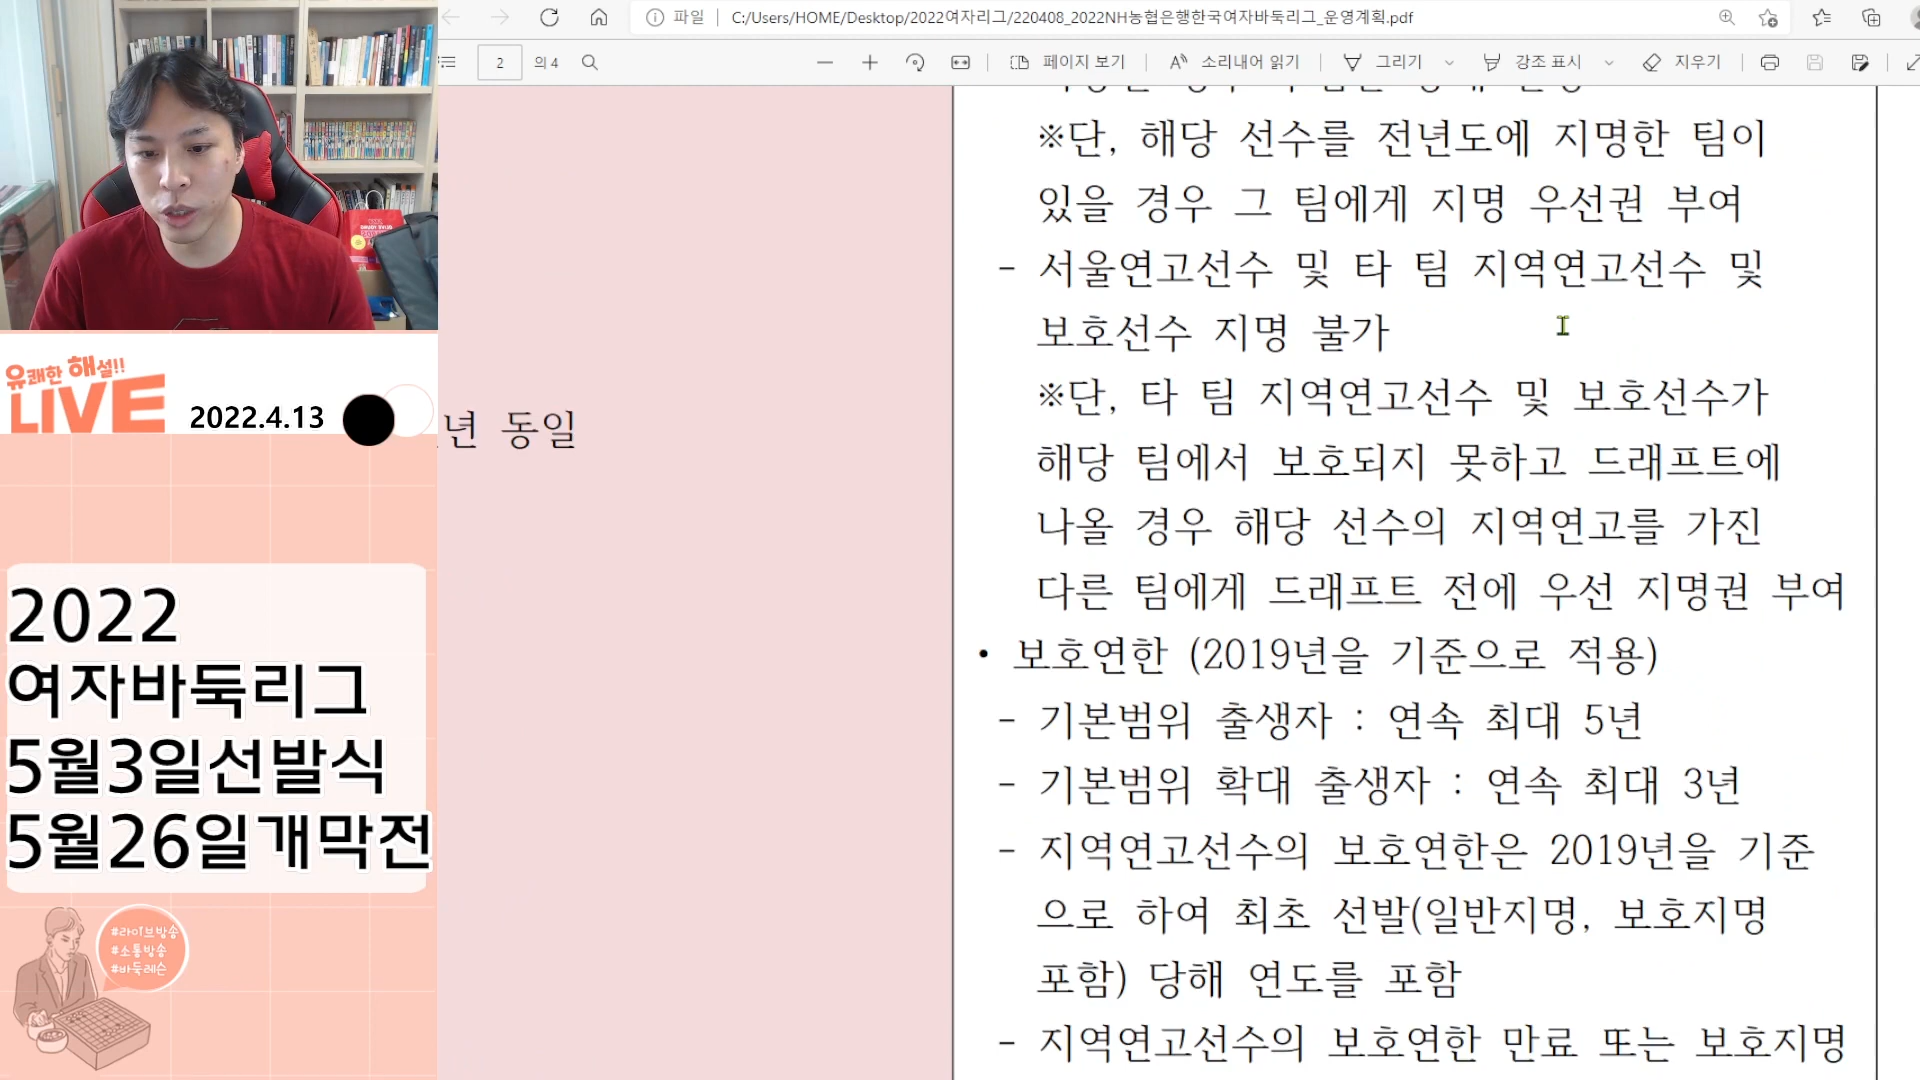 파일
C:/Users/HOME/Desktop/2022여자리그/220408_2022NH농협은행한국여자바둑리그_운영계획.pdf
2 의 4
페이지 보기
소리내어 읽기
그리기
강조 표시
지우기
유쾌한 해설!!
LIVE
2022.4.13
2022
여자바둑리그
5월3일선발식
5월26일개막전
#라이브방송
#소통방송
#바둑레슨
년 동일
※단, 해당 선수를 전년도에 지명한 팀이
있을 경우 그 팀에게 지명 우선권 부여
- 서울연고선수 및 타 팀 지역연고선수 및
보호선수 지명 불가
※단, 타 팀 지역연고선수 및 보호선수가
해당 팀에서 보호되지 못하고 드래프트에
나올 경우 해당 선수의 지역연고를 가진
다른 팀에게 드래프트 전에 우선 지명권 부여
• 보호연한 (2019년을 기준으로 적용)
- 기본범위 출생자 : 연속 최대 5년
- 기본범위 확대 출생자 : 연속 최대 3년
- 지역연고선수의 보호연한은 2019년을 기준
으로 하여 최초 선발(일반지명, 보호지명
포함) 당해 연도를 포함
- 지역연고선수의 보호연한 만료 또는 보호지명